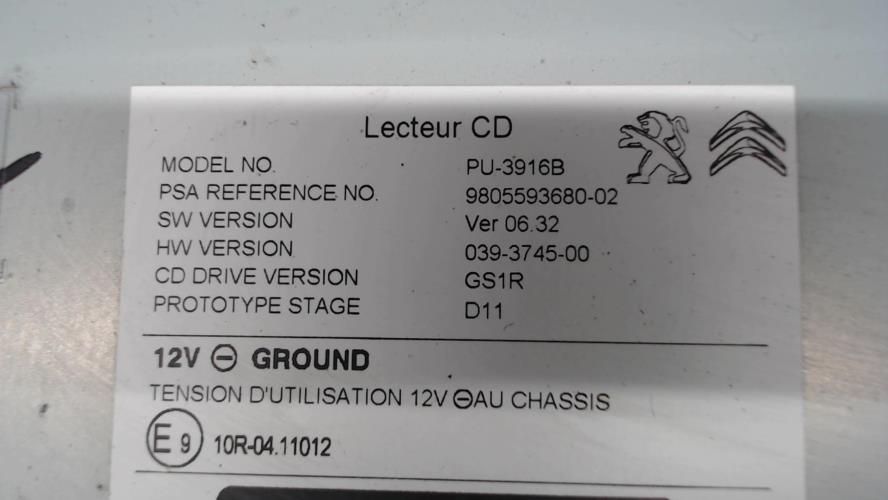 Lecteur CD
MODEL NO. PU-3916B
PSA REFERENCE NO. 9805593680-02
SW VERSION Ver 06.32
HW VERSION 039-3745-00
CD DRIVE VERSION GS1R
PROTOTYPE STAGE D11
12V ⊖ GROUND
TENSION D'UTILISATION 12V ⊖AU CHASSIS
E 9 10R-04.11012